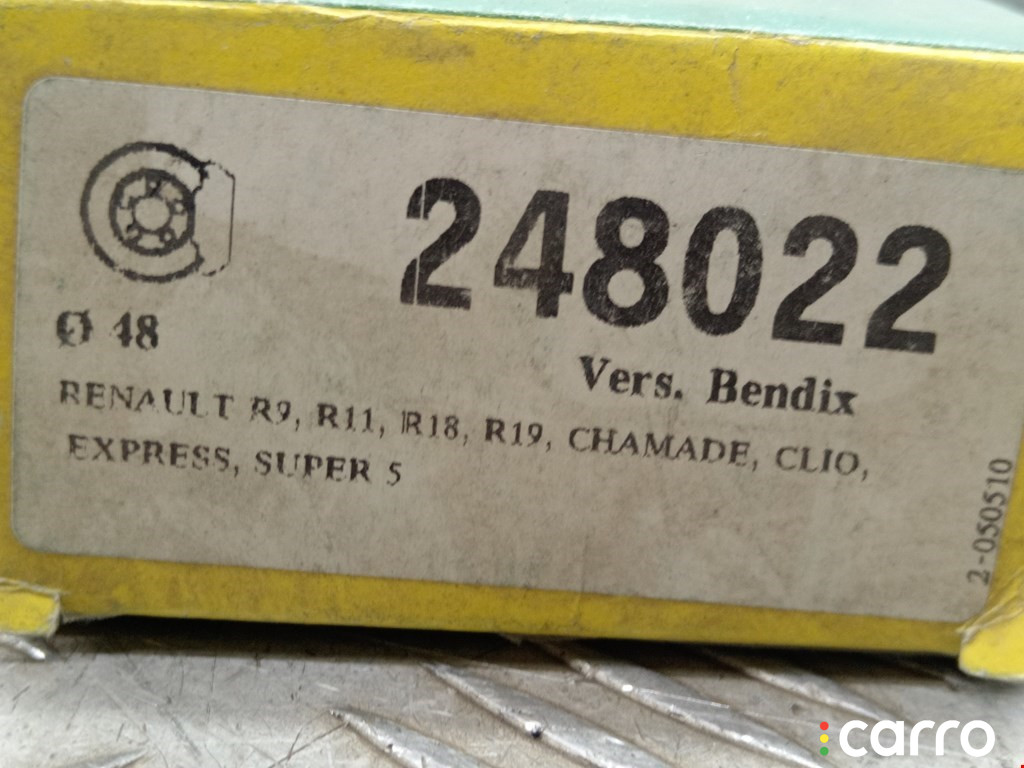 248022
Ø 48
Vers. Bendix
RENAULT R9, R11, R18, R19, CHAMADE, CLIO,
EXPRESS, SUPER 5
2-050510
carro